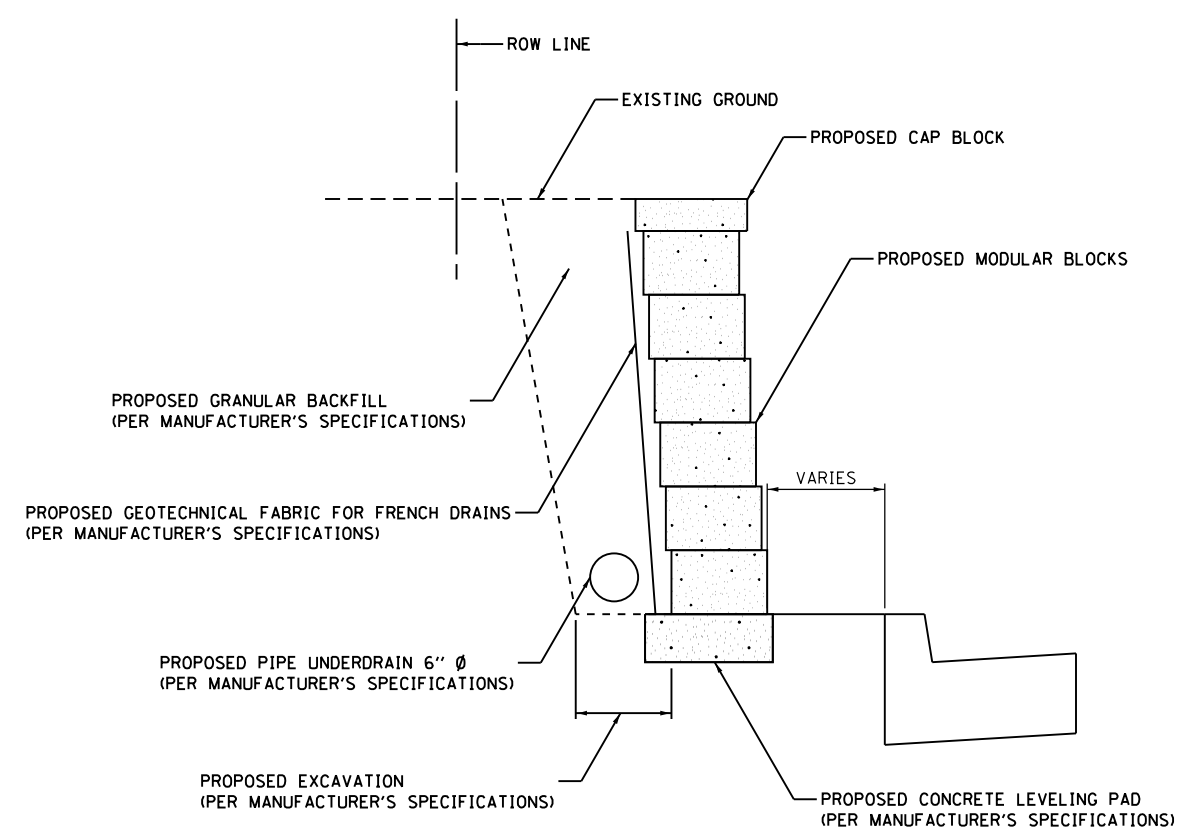 ROW LINE
EXISTING GROUND
PROPOSED CAP BLOCK
PROPOSED MODULAR BLOCKS
PROPOSED GRANULAR BACKFILL
(PER MANUFACTURER'S SPECIFICATIONS)
VARIES
PROPOSED GEOTECHNICAL FABRIC FOR FRENCH DRAINS
(PER MANUFACTURER'S SPECIFICATIONS)
PROPOSED PIPE UNDERDRAIN 6'' Ø
(PER MANUFACTURER'S SPECIFICATIONS)
PROPOSED EXCAVATION
(PER MANUFACTURER'S SPECIFICATIONS)
PROPOSED CONCRETE LEVELING PAD
(PER MANUFACTURER'S SPECIFICATIONS)